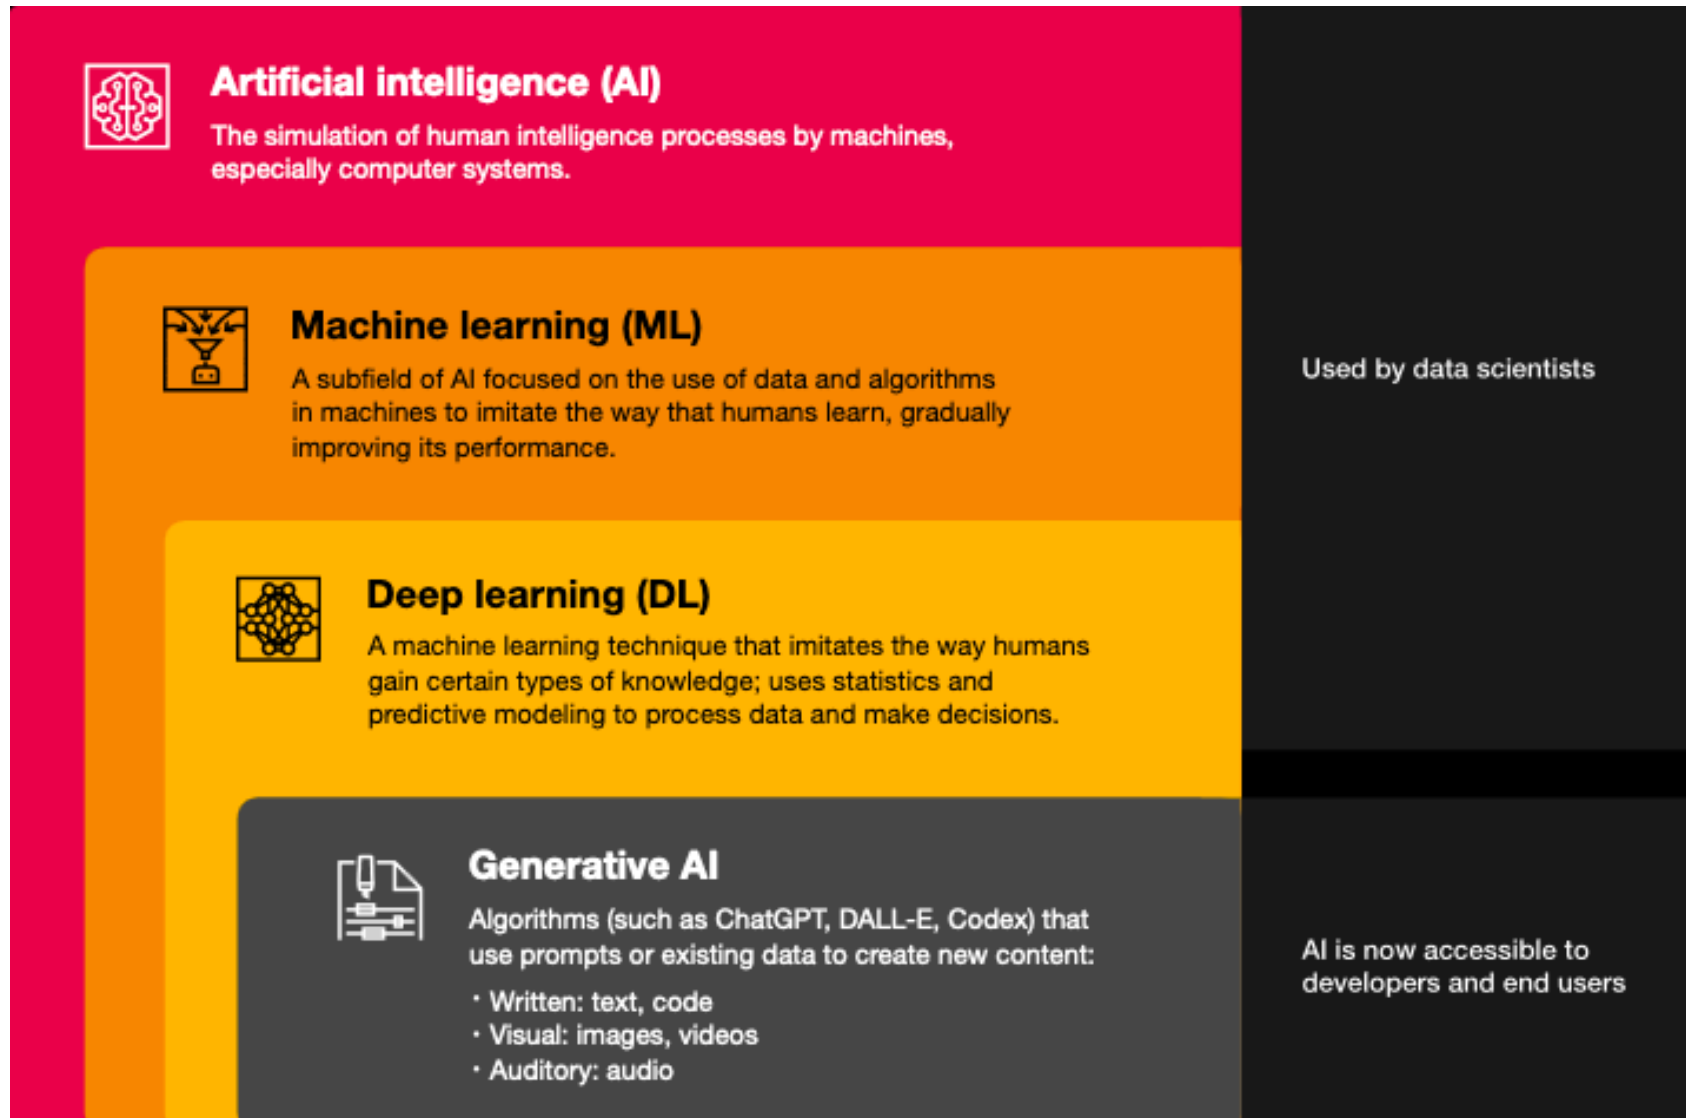 Artificial intelligence (AI)
The simulation of human intelligence processes by machines,
especially computer systems.
Machine learning (ML)
A subfield of AI focused on the use of data and algorithms
in machines to imitate the way that humans learn, gradually
improving its performance.
Used by data scientists
Deep learning (DL)
A machine learning technique that imitates the way humans
gain certain types of knowledge; uses statistics and
predictive modeling to process data and make decisions.
Generative AI
Algorithms (such as ChatGPT, DALL-E, Codex) that
use prompts or existing data to create new content:
· Written: text, code
· Visual: images, videos
· Auditory: audio
AI is now accessible to
developers and end users